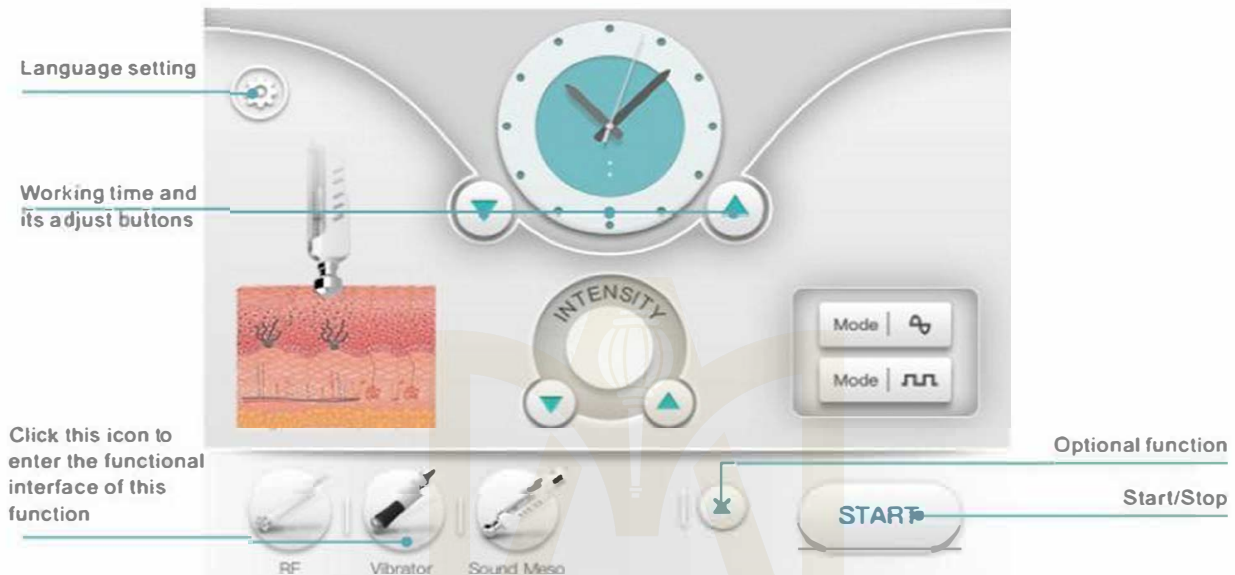 Language setting
Working time and
its adjust buttons
INTENSITY
Mode
Mode
Click this icon to
enter the functional
interface of this
function
Optional function
Start/Stop
START
RF
Vibrator
Sound Meso